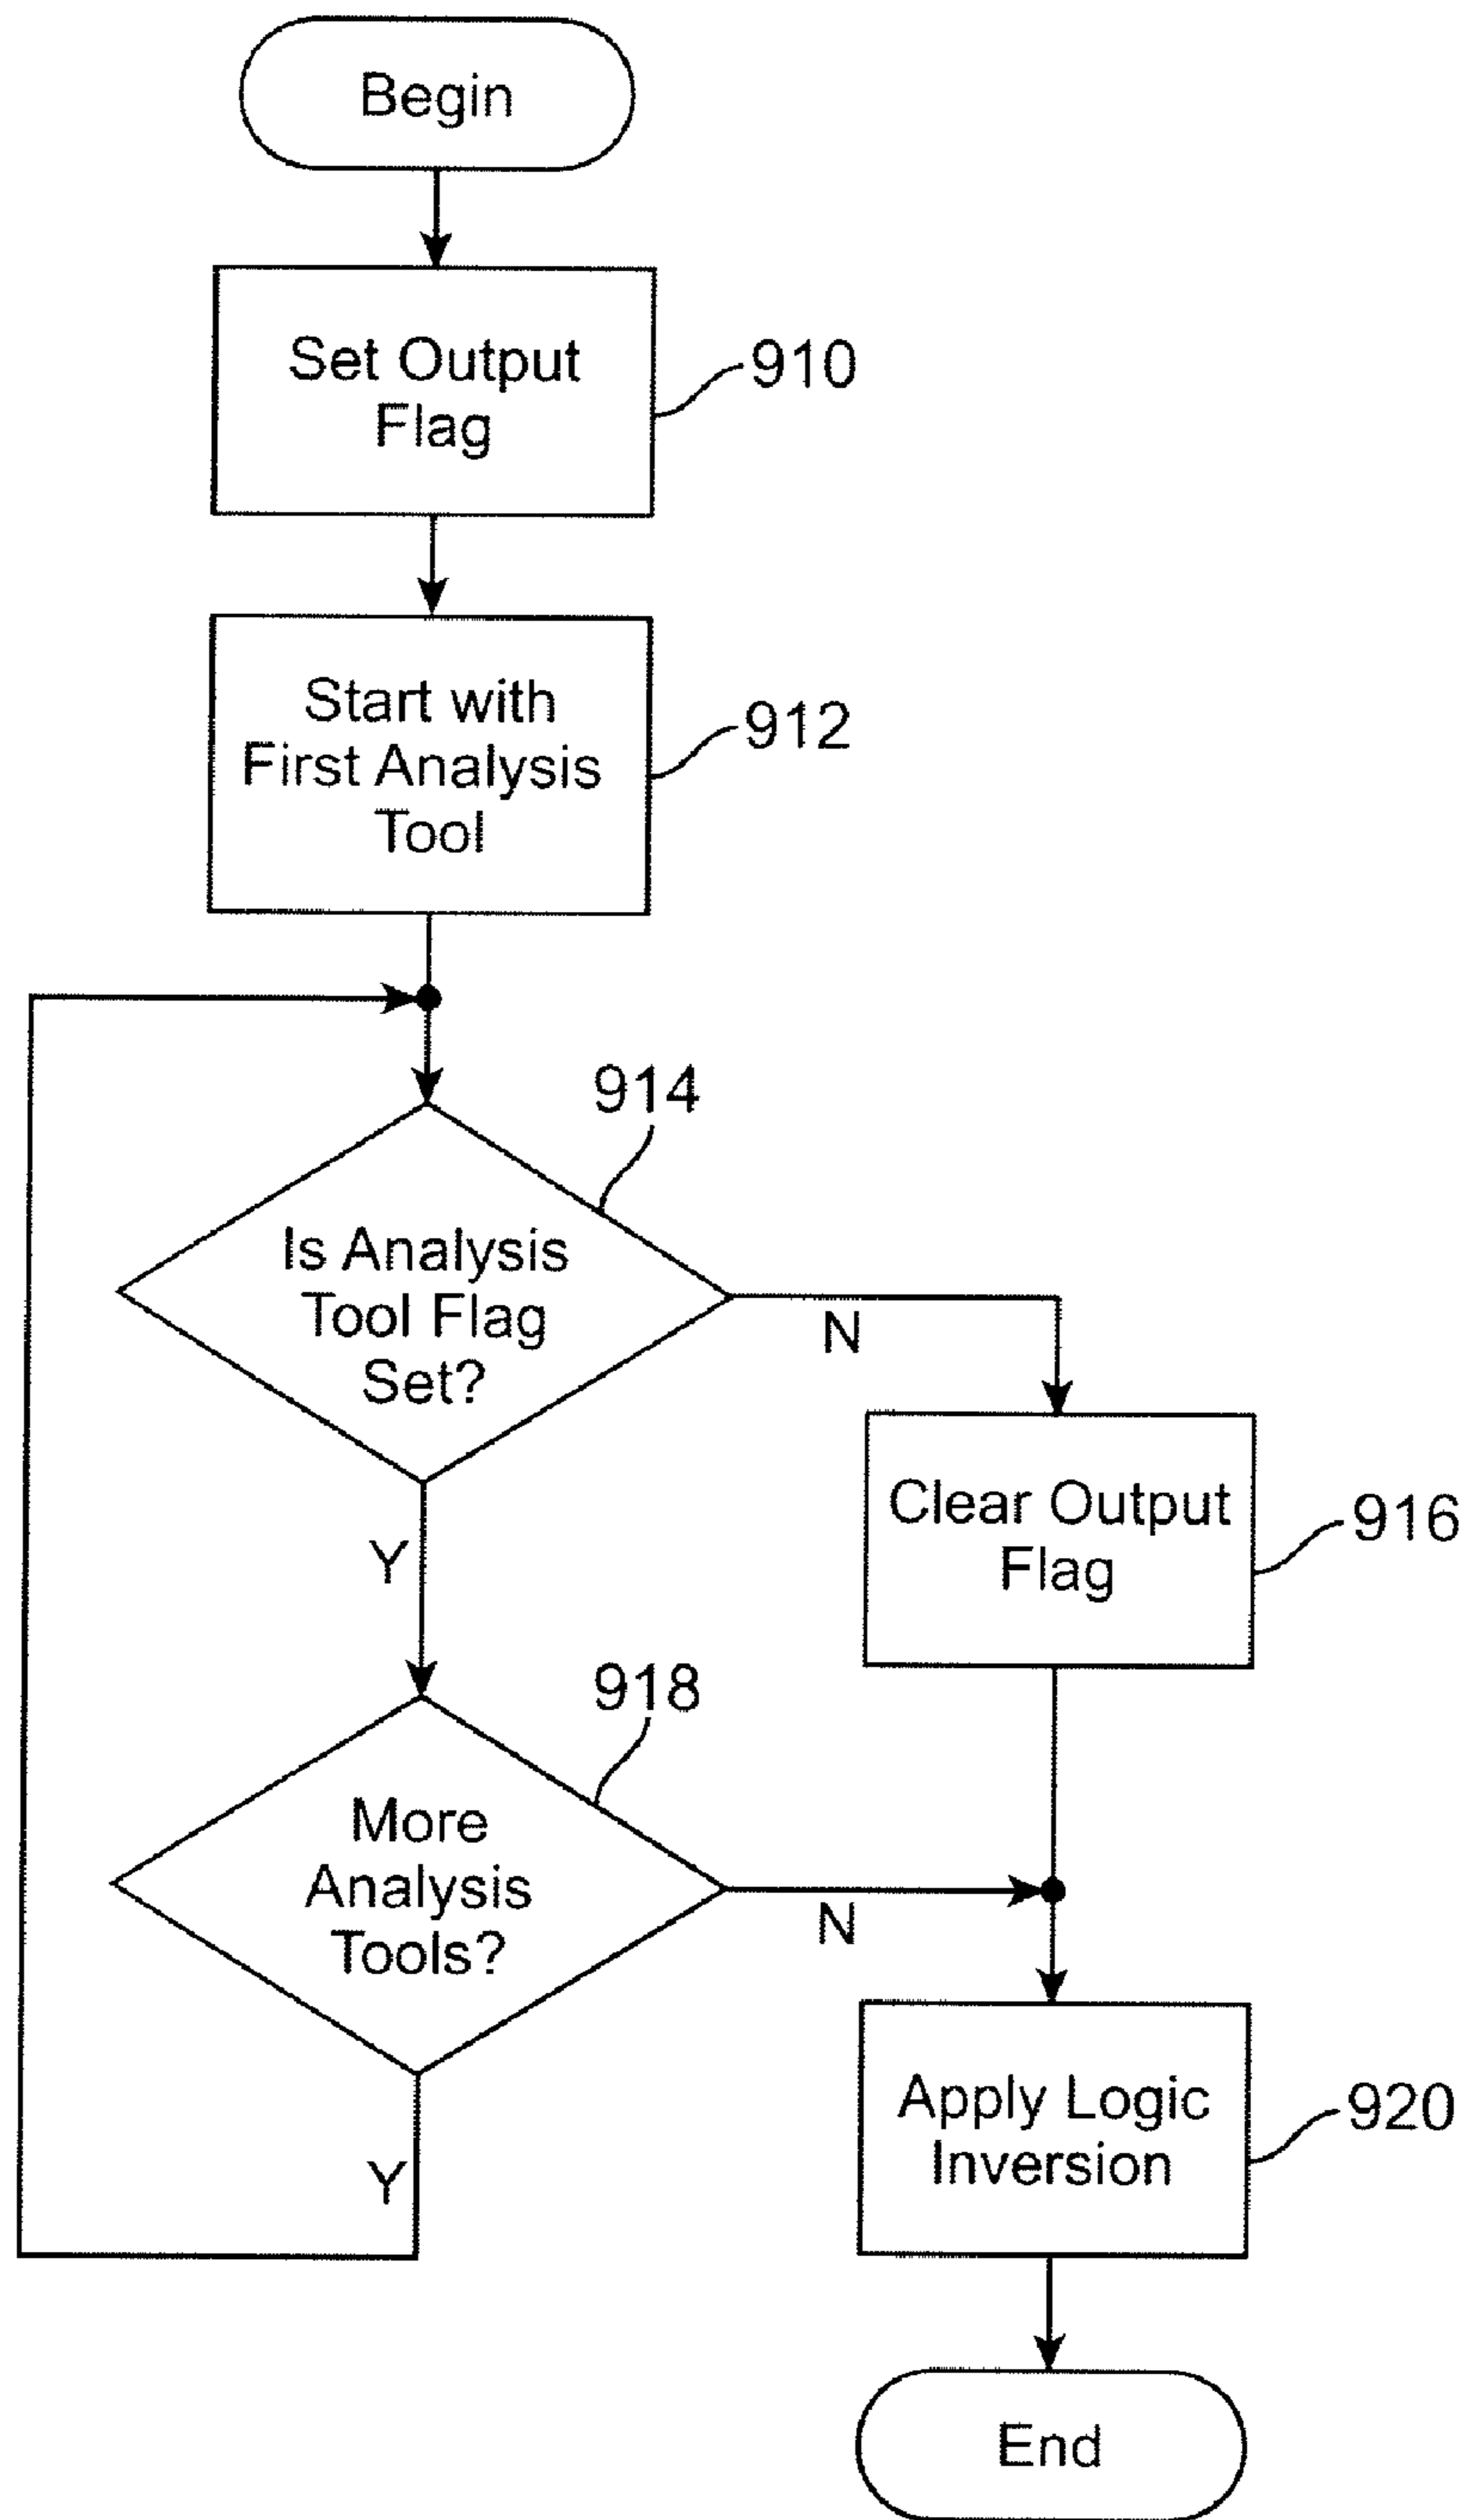 Begin
Set Output
Flag
910
Start with
First Analysis
Tool
912
914
Is Analysis
Tool Flag
Set?
N
Y
Clear Output
Flag
916
918
More
Analysis
Tools?
N
Y
Apply Logic
Inversion
920
End